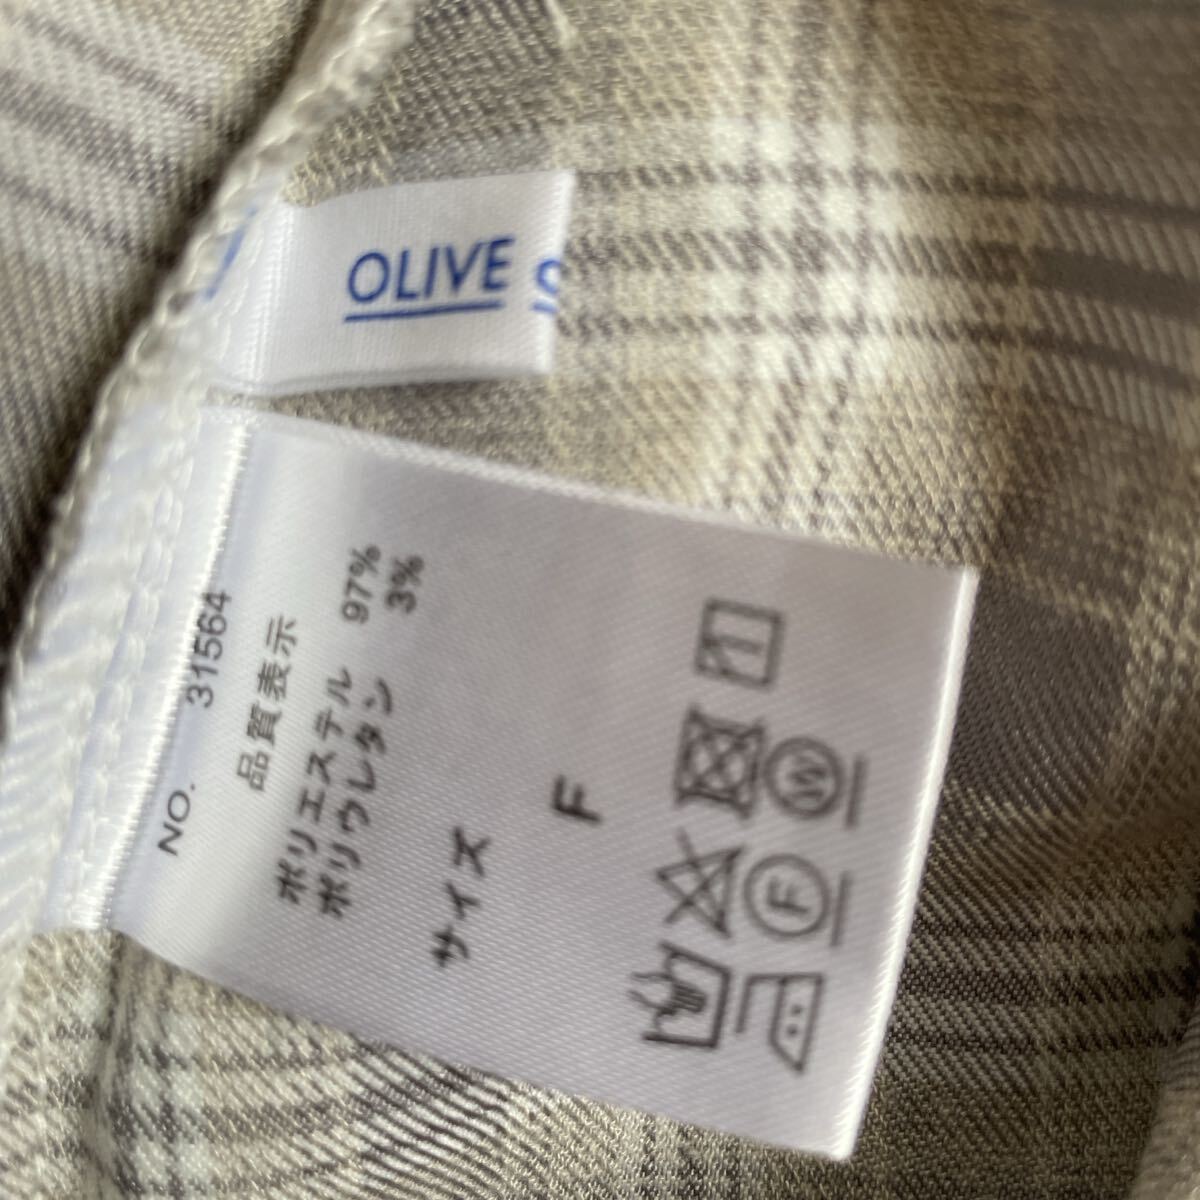 OLIVE
NO. 31564
品質表示
ポリエステル 97%
ポリウレタン 3%
サイズ
F
W
F